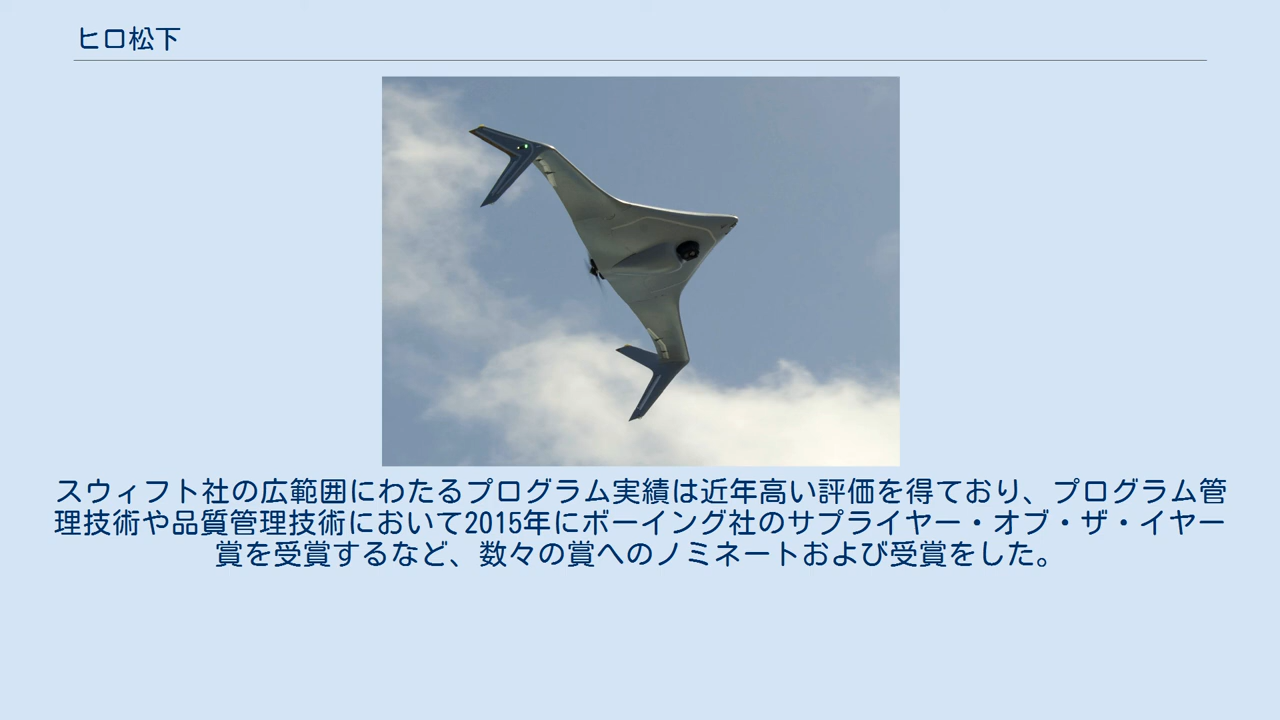 ヒロ松下
スウィフト社の広範囲にわたるプログラム実績は近年高い評価を得ており、プログラム管
理技術や品質管理技術において2015年にボーイング社のサプライヤー・オブ・ザ・イヤー
賞を受賞するなど、数々の賞へのノミネートおよび受賞をした。